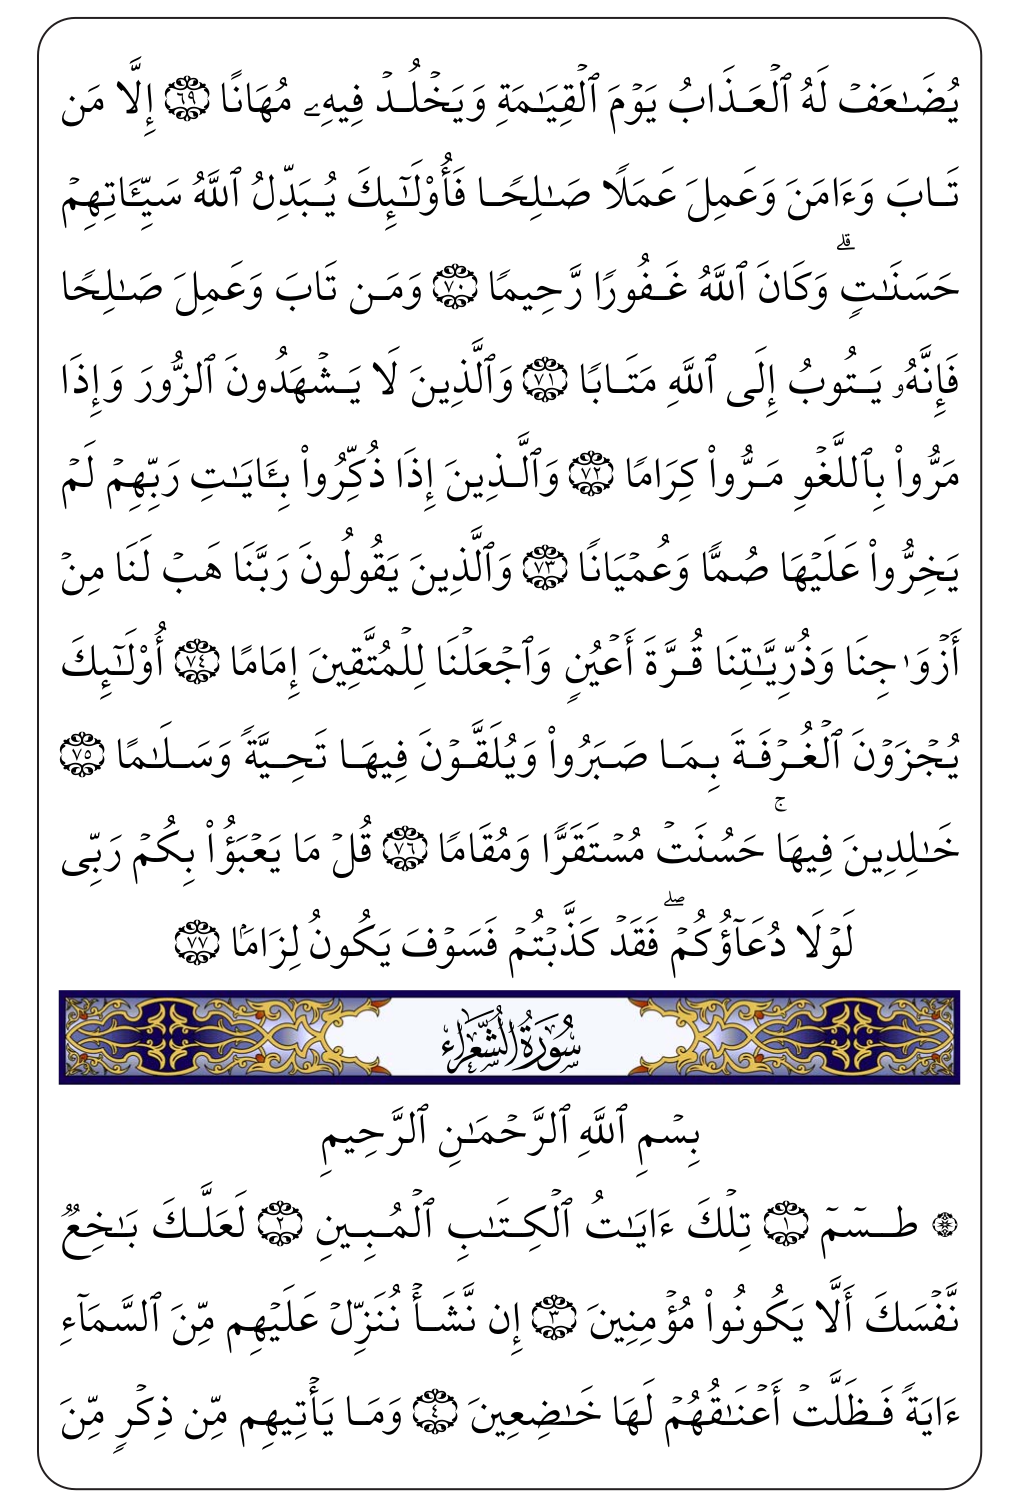 يُضَٰعَفۡ لَهُ ٱلۡعَذَابُ يَوۡمَ ٱلۡقِيَٰمَةِ وَيَخۡلُدۡ فِيهِۦ مُهَانًا ٦٩ إِلَّا مَن
تَابَ وَءَامَنَ وَعَمِلَ عَمَلًا صَٰلِحًا فَأُوْلَٰٓئِكَ يُبَدِّلُ ٱللَّهُ سَيِّـَٔاتِهِمۡ
حَسَنَٰتٍۗ وَكَانَ ٱللَّهُ غَفُورًا رَّحِيمًا ٧٠ وَمَن تَابَ وَعَمِلَ صَٰلِحًا
فَإِنَّهُۥ يَتُوبُ إِلَى ٱللَّهِ مَتَابًا ٧١ وَٱلَّذِينَ لَا يَشۡهَدُونَ ٱلزُّورَ وَإِذَا
مَرُّواْ بِٱللَّغۡوِ مَرُّواْ كِرَامًا ٧٢ وَٱلَّذِينَ إِذَا ذُكِّرُواْ بِـَٔايَٰتِ رَبِّهِمۡ لَمۡ
يَخِرُّواْ عَلَيۡهَا صُمًّا وَعُمۡيَانًا ٧٣ وَٱلَّذِينَ يَقُولُونَ رَبَّنَا هَبۡ لَنَا مِنۡ
أَزۡوَٰجِنَا وَذُرِّيَّٰتِنَا قُرَّةَ أَعۡيُنٍ وَٱجۡعَلۡنَا لِلۡمُتَّقِينَ إِمَامًا ٧٤ أُوْلَٰٓئِكَ
يُجۡزَوۡنَ ٱلۡغُرۡفَةَ بِمَا صَبَرُواْ وَيُلَقَّوۡنَ فِيهَا تَحِيَّةً وَسَلَٰمًا ٧٥
خَٰلِدِينَ فِيهَاۚ حَسُنَتۡ مُسۡتَقَرًّا وَمُقَامًا ٧٦ قُلۡ مَا يَعۡبَؤُاْ بِكُمۡ رَبِّي
لَوۡلَا دُعَآؤُكُمۡۖ فَقَدۡ كَذَّبۡتُمۡ فَسَوۡفَ يَكُونُ لِزَامَۢا ٧٧
سُورَةُ الشُّعَرَاءِ
بِسۡمِ ٱللَّهِ ٱلرَّحۡمَٰنِ ٱلرَّحِيمِ
۞ طسٓمٓ ١ تِلۡكَ ءَايَٰتُ ٱلۡكِتَٰبِ ٱلۡمُبِينِ ٢ لَعَلَّكَ بَٰخِعٌ
نَّفۡسَكَ أَلَّا يَكُونُواْ مُؤۡمِنِينَ ٣ إِن نَّشَأۡ نُنَزِّلۡ عَلَيۡهِم مِّنَ ٱلسَّمَآءِ
ءَايَةً فَظَلَّتۡ أَعۡنَٰقُهُمۡ لَهَا خَٰضِعِينَ ٤ وَمَا يَأۡتِيهِم مِّن ذِكۡرٍ مِّنَ